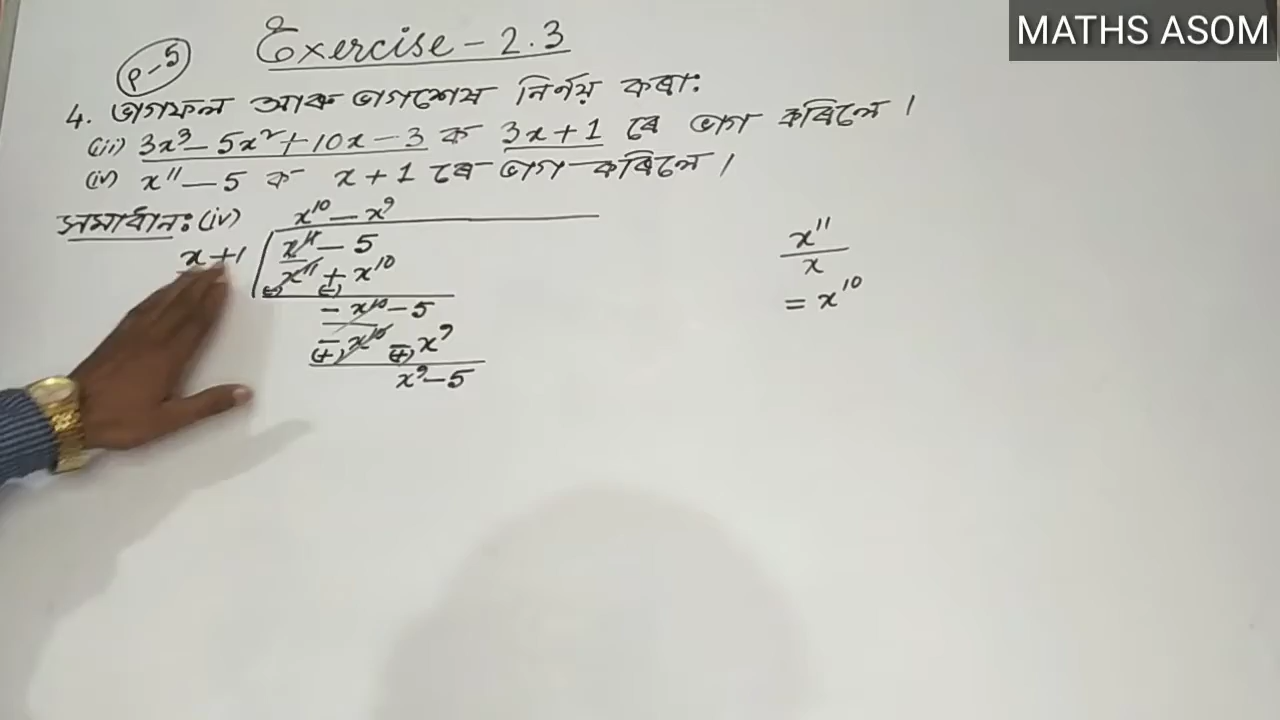 MATHS ASOM
P-5
Exercise - 2.3
4. ভাগফল আৰু ভাগশেষ নিৰ্ণয় কৰা:
(iii) 3x³ - 5x² + 10x - 3 ক 3x + 1 ৰে ভাগ কৰিলে ।
(iv) x¹¹ - 5 ক x + 1 ৰে ভাগ কৰিলে ।
সমাধান: (iv) x¹⁰ - x⁹
x + 1 x¹¹ - 5
x¹¹ + x¹⁰
(-) (-)
- x¹⁰ - 5
- x¹⁰ - x⁹
(+) (+)
x⁹ - 5
x¹¹
x
= x¹⁰